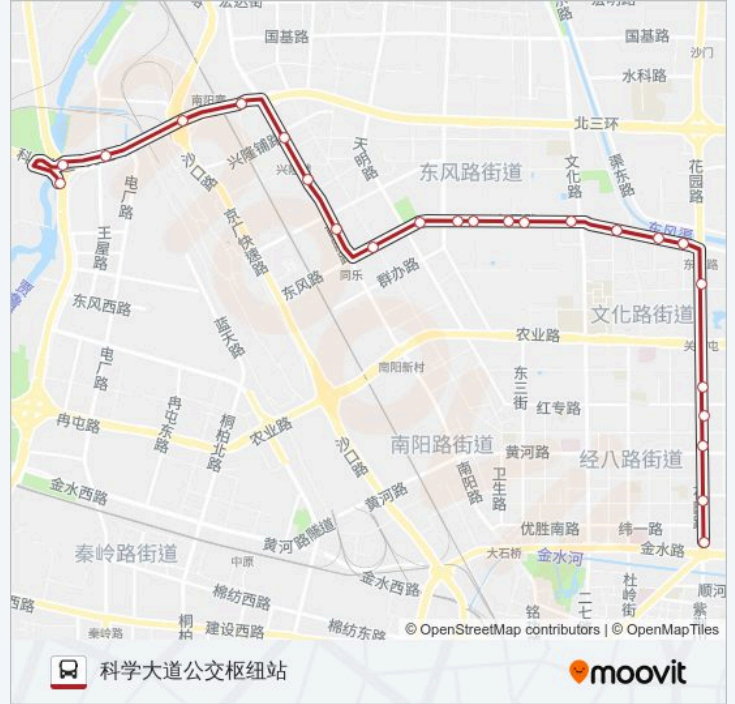 宏达街
国基路
国基路
沙门
水科路
南阳寨
北三环
兴隆铺路
天明路
东风路街道
文化路
渠东路
花园路
沙口路
电厂路
京广快速路
王屋路
同乐
群办路
东风路
东风渠
东风西路
蓝天路
文化路街道
农业路
电厂路
南阳新村
东三街
红专路
冉屯路
冉屯东路
桐柏北路
农业路
沙口路
南阳路街道
黄河路
经八路街道
金水西路
南阳路
卫生路
黄河路
黄河路隧道
优胜南路
纬一路
秦岭路街道
中原
大石桥
金水河
金水路
金水西路
棉纺西路
杜岭街
顺河
二七
铭
紫
西路
秦岭路
桐柏
建设西路
棉纺东路
© OpenStreetMap contributors | © OpenMapTiles
科学大道公交枢纽站
moovit